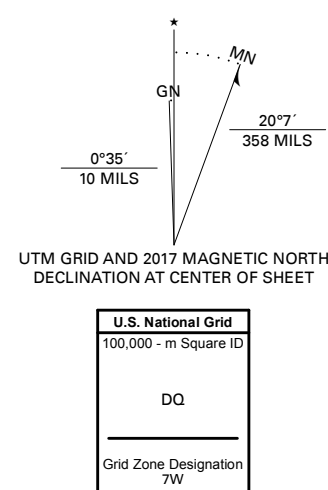 ★
MN
GN
0°35´
10 MILS
20°7´
358 MILS
UTM GRID AND 2017 MAGNETIC NORTH
DECLINATION AT CENTER OF SHEET
U.S. National Grid
100,000 - m Square ID
DQ
Grid Zone Designation
7W